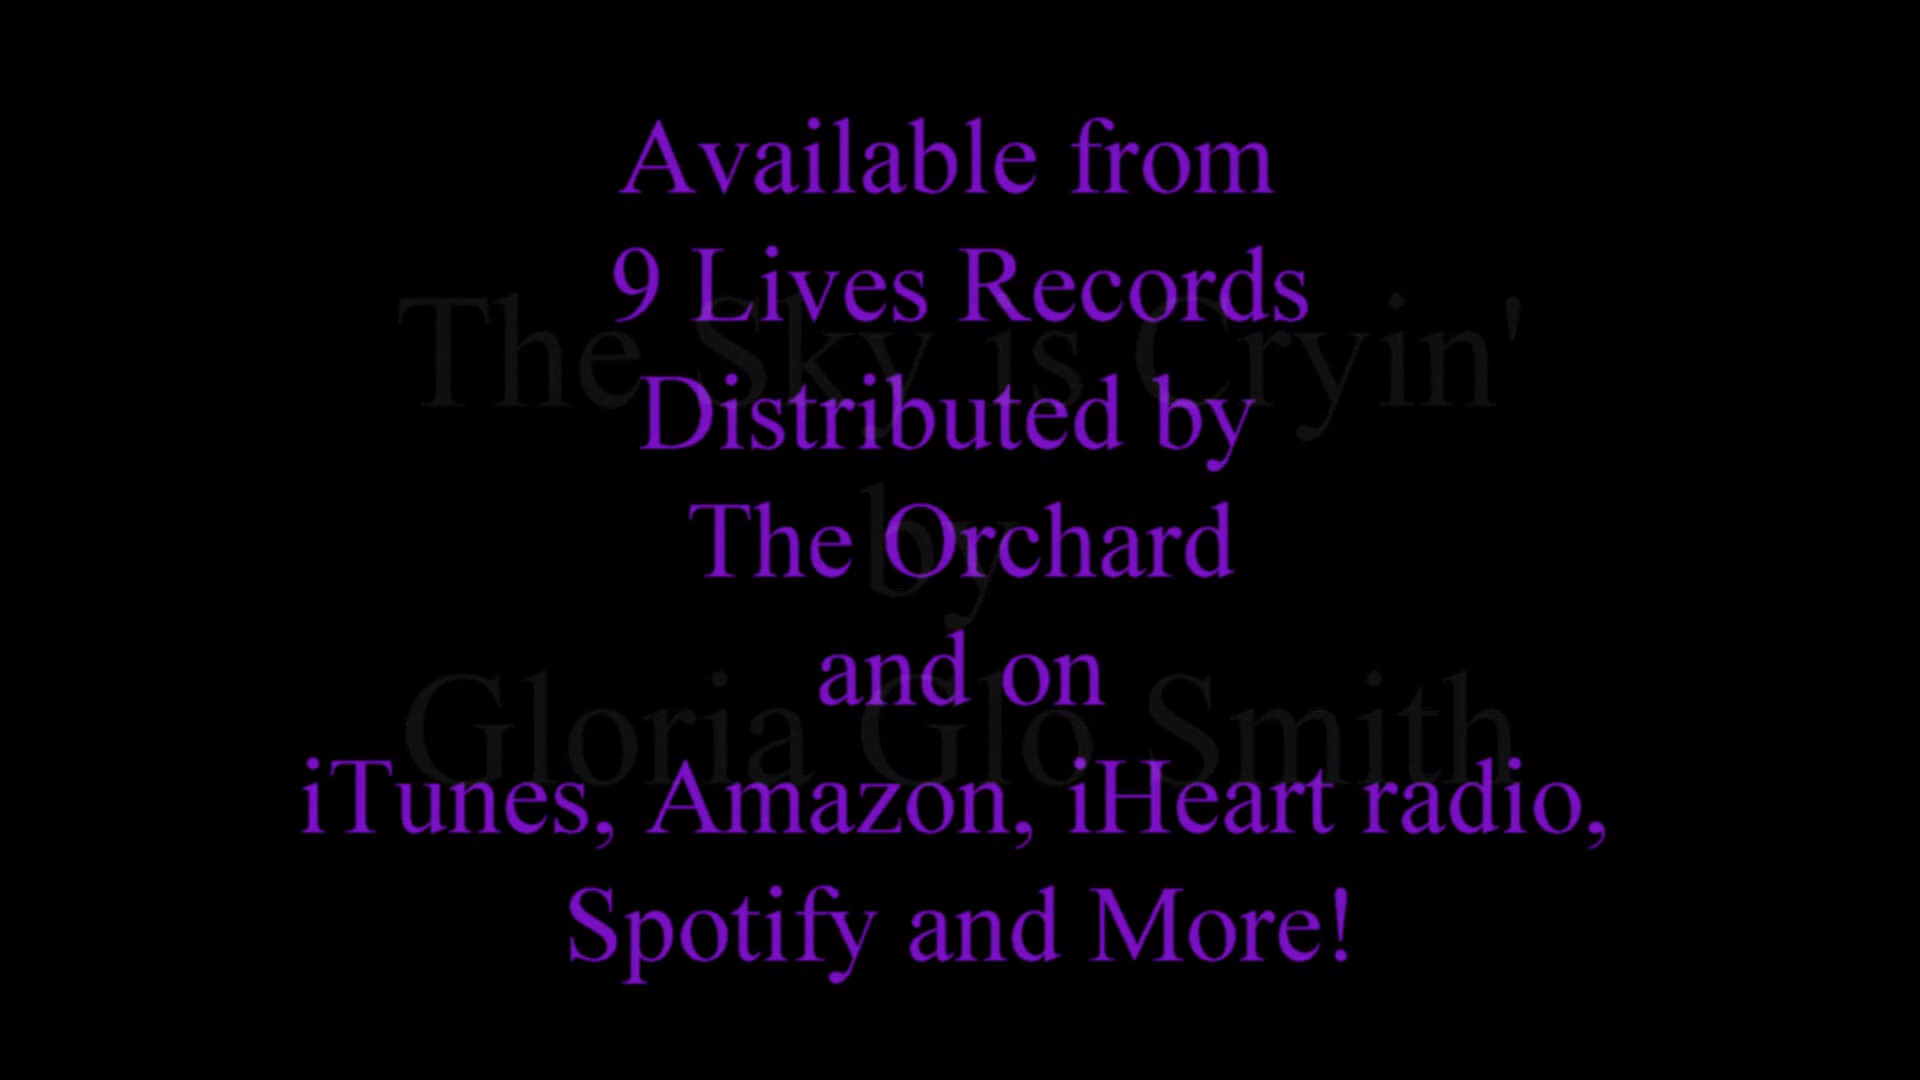 Available from
9 Lives Records
Distributed by
The Orchard
and on
iTunes, Amazon, iHeart radio,
Spotify and More!
The Sky is Cryin'
by
Gloria Glo Smith